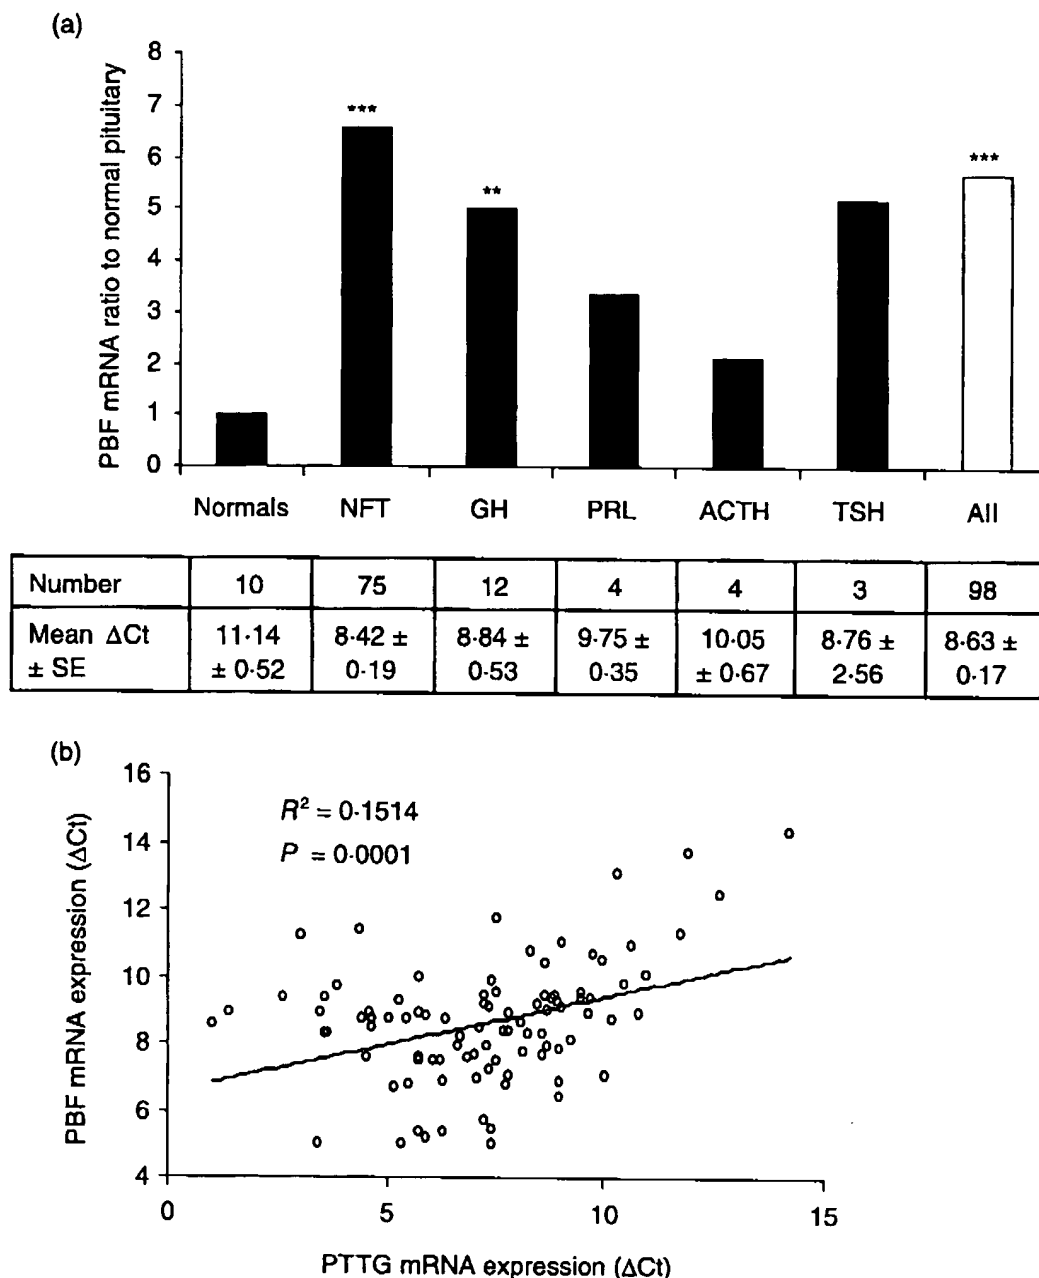 (a)
PBF mRNA ratio to normal pituitary
8
7
6
5
4
3
2
1
0
***
**
***
Normals NFT GH PRL ACTH TSH All
Number 10 75 12 4 4 3 98
Mean ΔCt 11·14 8·42 ± 8·84 ± 9·75 ± 10·05 8·76 ± 8·63 ±
± SE ± 0·52 0·19 0·53 0·35 ± 0·67 2·56 0·17
(b)
PBF mRNA expression (ΔCt)
16
14
12
10
8
6
4
R² = 0·1514
P = 0·0001
0 5 10 15
PTTG mRNA expression (ΔCt)